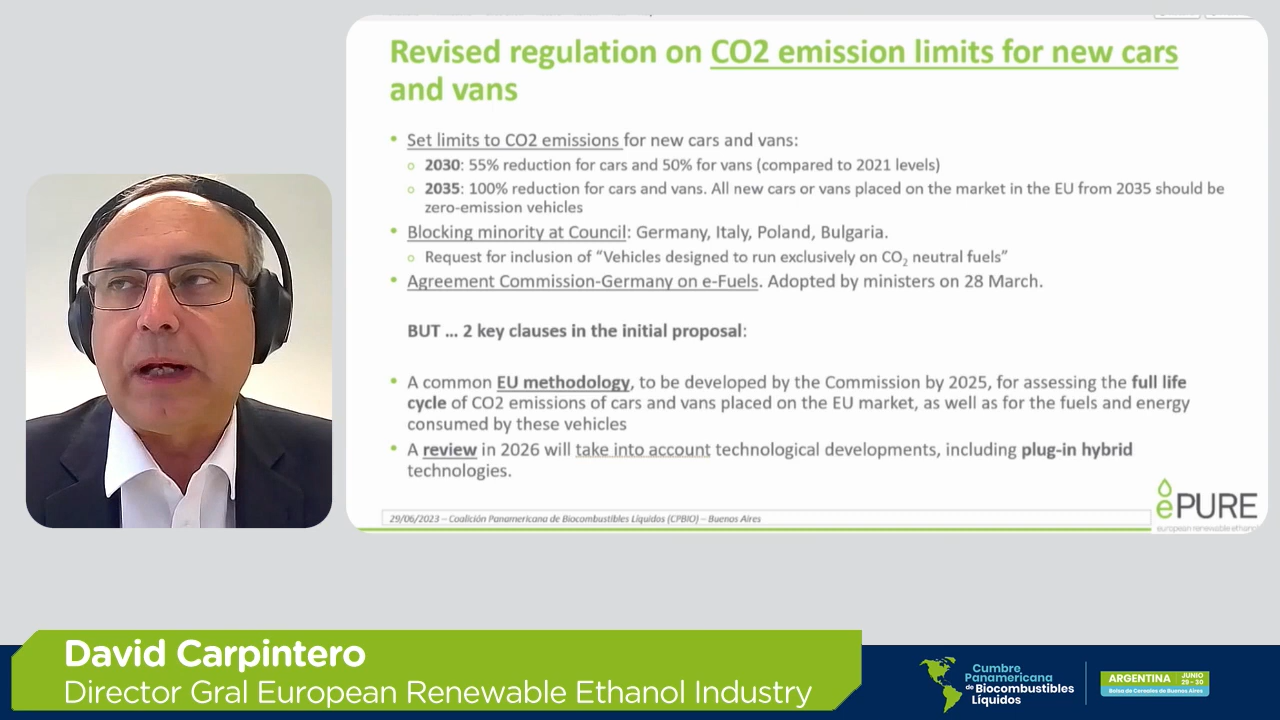 Revised regulation on CO2 emission limits for new cars
and vans
• Set limits to CO2 emissions for new cars and vans:
○ 2030: 55% reduction for cars and 50% for vans (compared to 2021 levels)
○ 2035: 100% reduction for cars and vans. All new cars or vans placed on the market in the EU from 2035 should be
zero-emission vehicles
• Blocking minority at Council: Germany, Italy, Poland, Bulgaria.
○ Request for inclusion of “Vehicles designed to run exclusively on CO₂ neutral fuels”
• Agreement Commission-Germany on e-Fuels. Adopted by ministers on 28 March.
BUT ... 2 key clauses in the initial proposal:
• A common EU methodology, to be developed by the Commission by 2025, for assessing the full life
cycle of CO2 emissions of cars and vans placed on the EU market, as well as for the fuels and energy
consumed by these vehicles
• A review in 2026 will take into account technological developments, including plug-in hybrid
technologies.
29/06/2023 – Coalición Panamericana de Biocombustibles Líquidos (CPBIO) – Buenos Aires
ePURE
european renewable ethanol
David Carpintero
Director Gral European Renewable Ethanol Industry
Cumbre
Panamericana
de Biocombustibles
Líquidos
ARGENTINA
JUNIO
29 - 30
Bolsa de Cereales de Buenos Aires